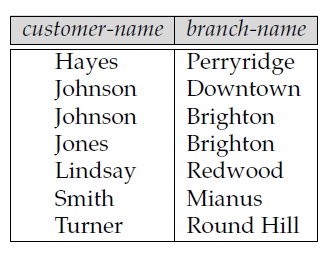 customer-name branch-name
Hayes Perryridge
Johnson Downtown
Johnson Brighton
Jones Brighton
Lindsay Redwood
Smith Mianus
Turner Round Hill